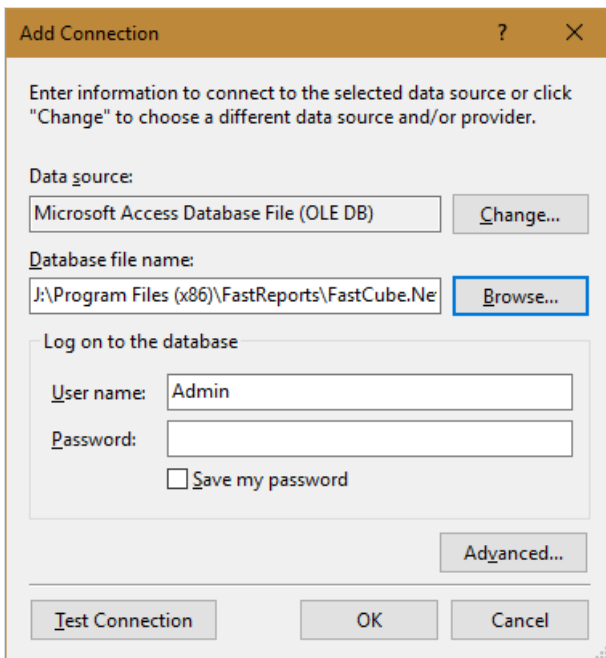 Add Connection ?
Enter information to connect to the selected data source or click
"Change" to choose a different data source and/or provider.
Data source:
Microsoft Access Database File (OLE DB) Change...
Database file name:
J:\Program Files (x86)\FastReports\FastCube.Ne Browse...
Log on to the database
User name: Admin
Password:
Save my password
Advanced...
Test Connection OK Cancel